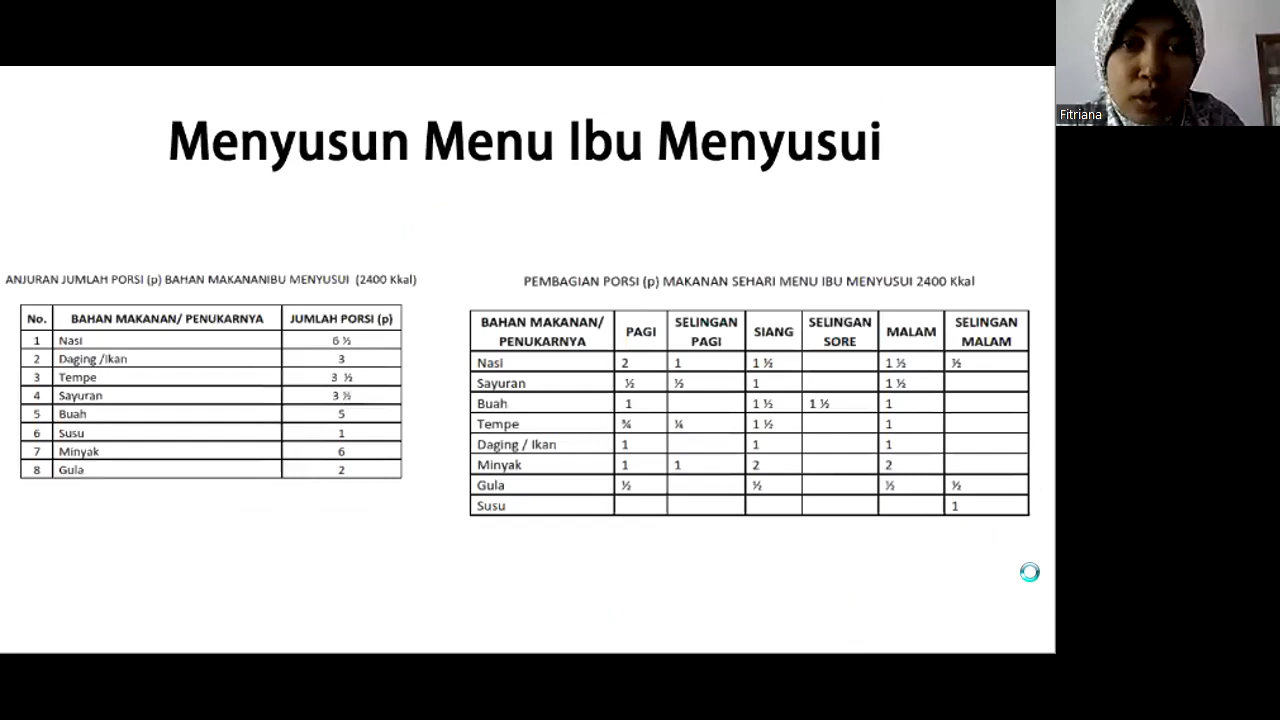 Fitriana
Menyusun Menu Ibu Menyusui
ANJURAN JUMLAH PORSI (p) BAHAN MAKANANIBU MENYUSUI (2400 Kkal)
No. BAHAN MAKANAN/ PENUKARNYA JUMLAH PORSI (p)
1 Nasi 6 ½
2 Daging /Ikan 3
3 Tempe 3 ½
4 Sayuran 3 ½
5 Buah 5
6 Susu 1
7 Minyak 6
8 Gula 2
PEMBAGIAN PORSI (p) MAKANAN SEHARI MENU IBU MENYUSUI 2400 Kkal
BAHAN MAKANAN/ PENUKARNYA PAGI SELINGAN PAGI SIANG SELINGAN SORE MALAM SELINGAN MALAM
Nasi 2 1 1 ½ 1 ½ ½
Sayuran ½ ½ 1 1 ½
Buah 1 1 ½ 1 ½ 1
Tempe ¾ ¼ 1 ½ 1
Daging / Ikan 1 1 1
Minyak 1 1 2 2
Gula ½ ½ ½ ½
Susu 1